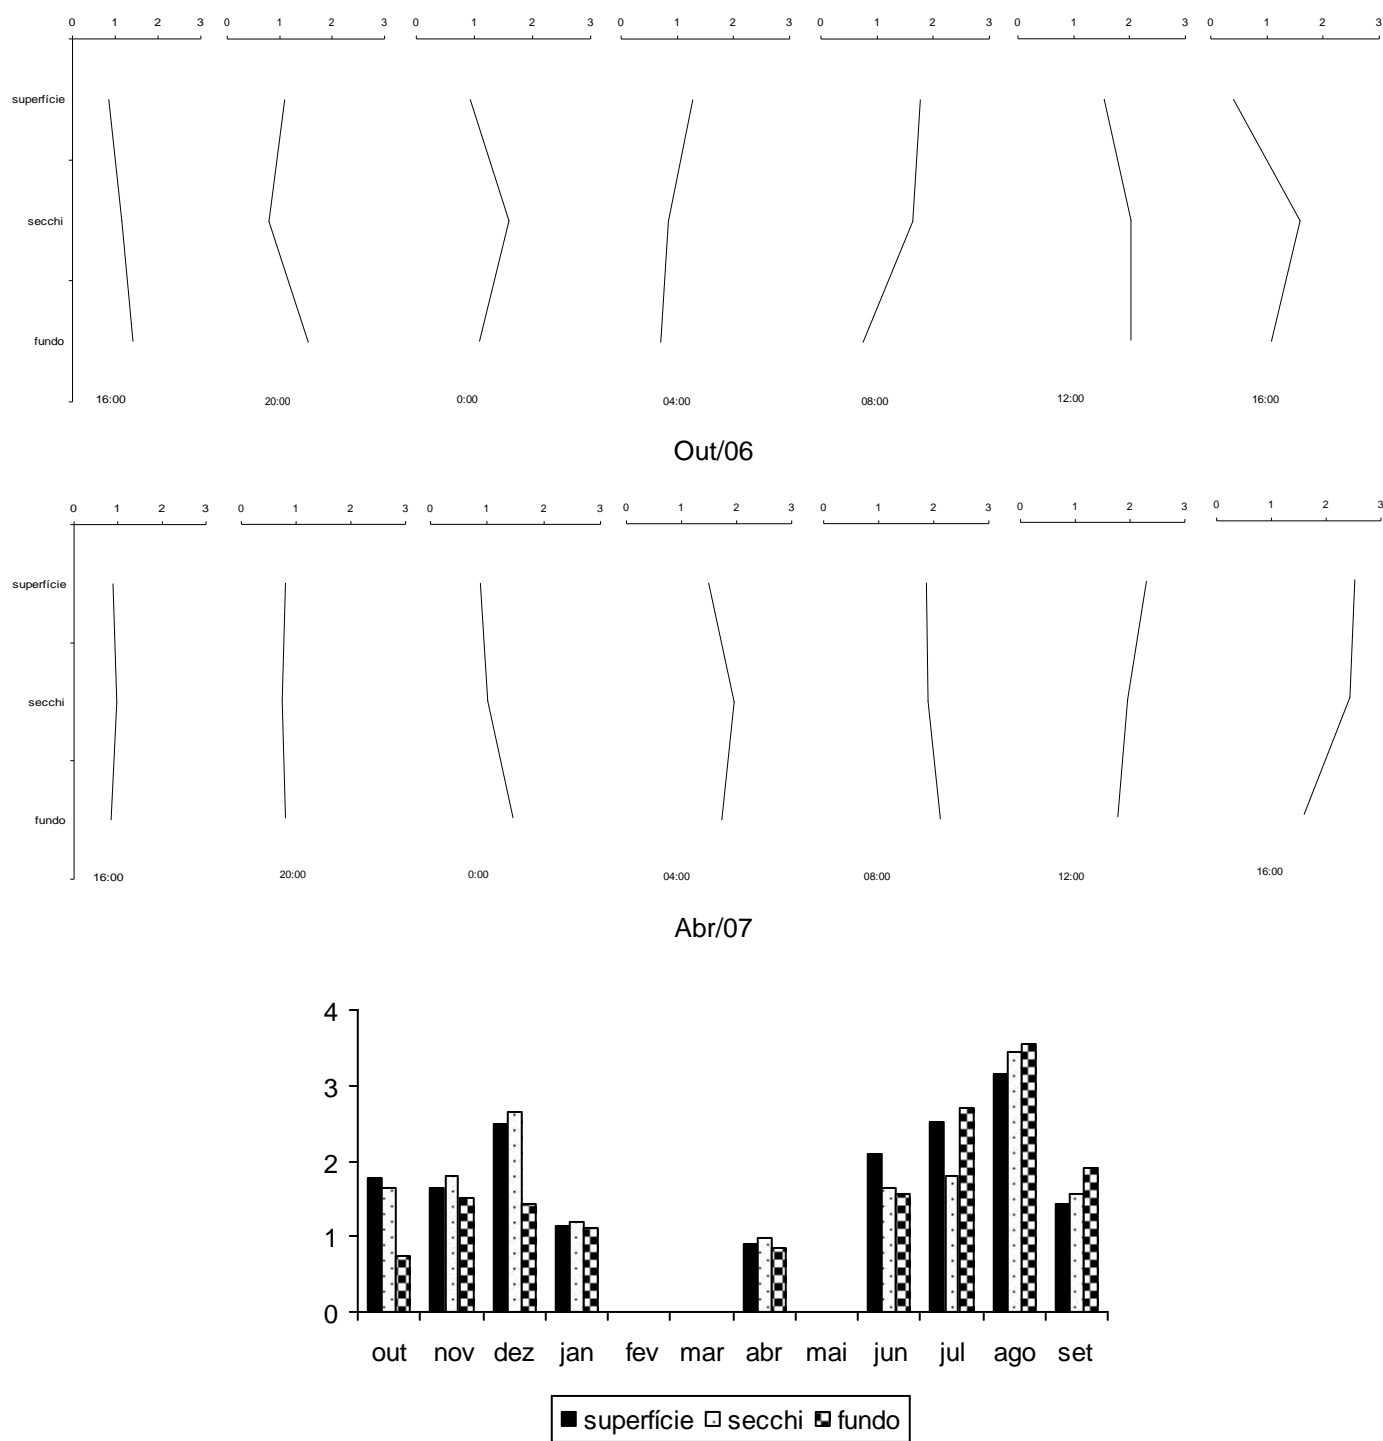 0 1 2 3 0 1 2 3 0 1 2 3 0 1 2 3 0 1 2 3 0 1 2 3 0 1 2 3
superfície
secchi
fundo
16:00 20:00 0:00 04:00 08:00 12:00 16:00
Out/06
0 1 2 3 0 1 2 3 0 1 2 3 0 1 2 3 0 1 2 3 0 1 2 3 0 1 2 3
superfície
secchi
fundo
16:00 20:00 0:00 04:00 08:00 12:00 16:00
Abr/07
4
3
2
1
0
out nov dez jan fev mar abr mai jun jul ago set
superfície secchi fundo